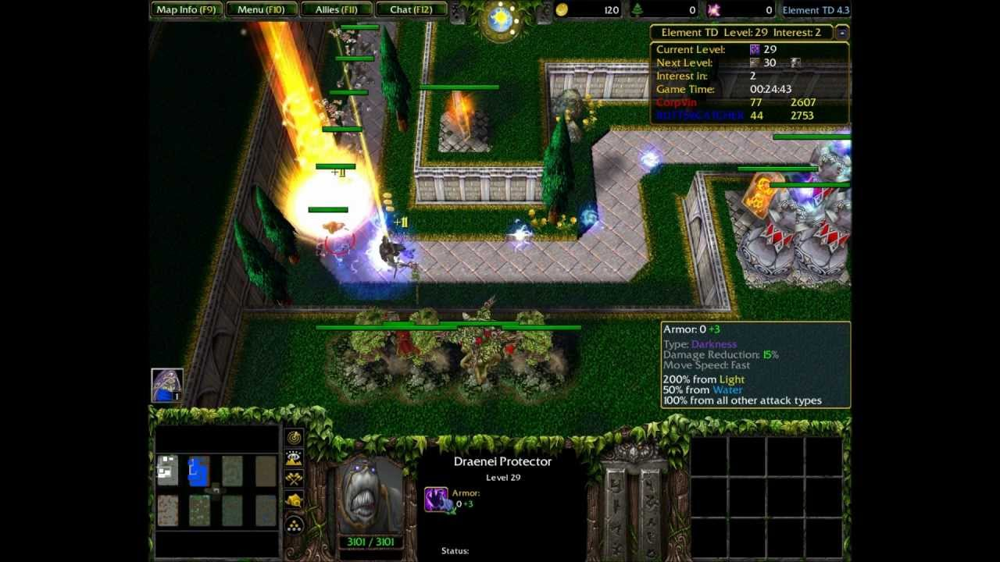 Map Info (F9) Menu (F10) Allies (F11) Chat (F12) 120 0 0 Element TD 4.3
Element TD Level: 29 Interest: 2
Current Level: 29
Next Level: 30
Interest in: 2
Game Time: 00:24:43
CorpVin 77 2607
44 2753
+11
+11
Armor: 0 +3
Type: Darkness
Damage Reduction: 15%
Move Speed: Fast
200% from Light
50% from Water
100% from all other attack types
1
Draenei Protector
Level 29
Armor:
0 +3
3101 / 3101
Status: